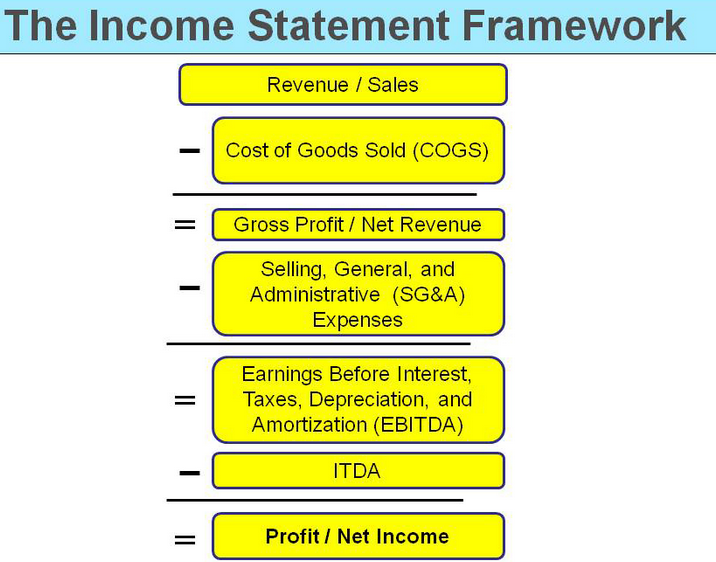 The Income Statement Framework
Revenue / Sales
− Cost of Goods Sold (COGS)
= Gross Profit / Net Revenue
Selling, General, and
− Administrative (SG&A)
Expenses
Earnings Before Interest,
= Taxes, Depreciation, and
Amortization (EBITDA)
− ITDA
= Profit / Net Income